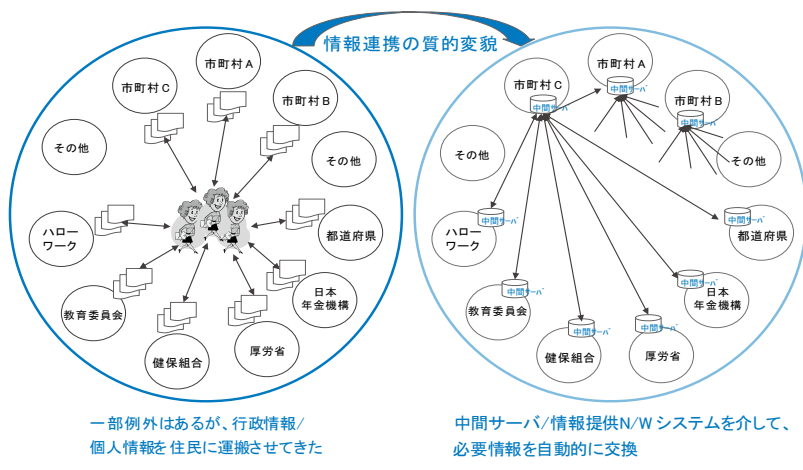 情報連携の質的変貌
市町村A
市町村C
市町村B
その他
その他
ハロー
ワーク
都道府県
教育委員会
日本
年金機構
健保組合
厚労省
一部例外はあるが、行政情報/
個人情報を住民に運搬させてきた
市町村A
中間サーバ
市町村C
中間サーバ
市町村B
中間サーバ
その他
その他
中間サーバ
ハロー
ワーク
中間サーバ
都道府県
中間サーバ
教育委員会
中間サーバ
日本
年金機構
中間サーバ
健保組合
中間サーバ
厚労省
中間サーバ/情報提供N/Wシステムを介して、
必要情報を自動的に交換